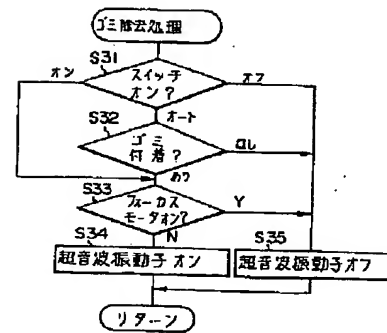 ゴミ除去処理
S31
オン
スイッチ
オン?
オフ
S32
オート
ゴミ
付着?
なし
S33
あり
フォーカス
モータオン?
Y
S34
N
S35
超音波振動子オン
超音波振動子オフ
リターン